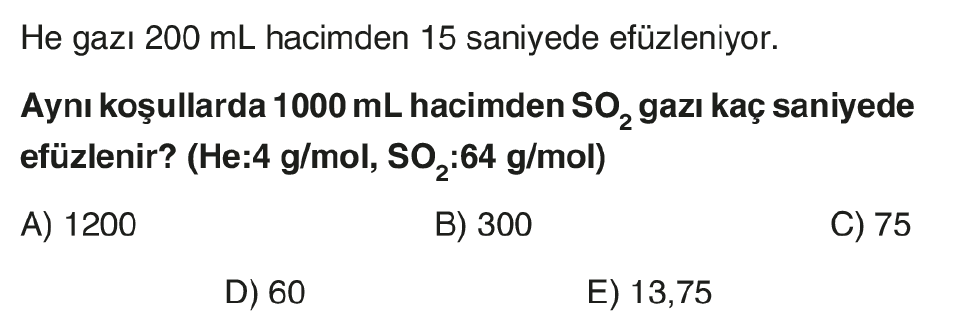 He gazı 200 mL hacimden 15 saniyede efüzleniyor.
Aynı koşullarda 1000 mL hacimden SO₂ gazı kaç saniyede
efüzlenir? (He:4 g/mol, SO₂:64 g/mol)
A) 1200 B) 300 C) 75
D) 60 E) 13,75